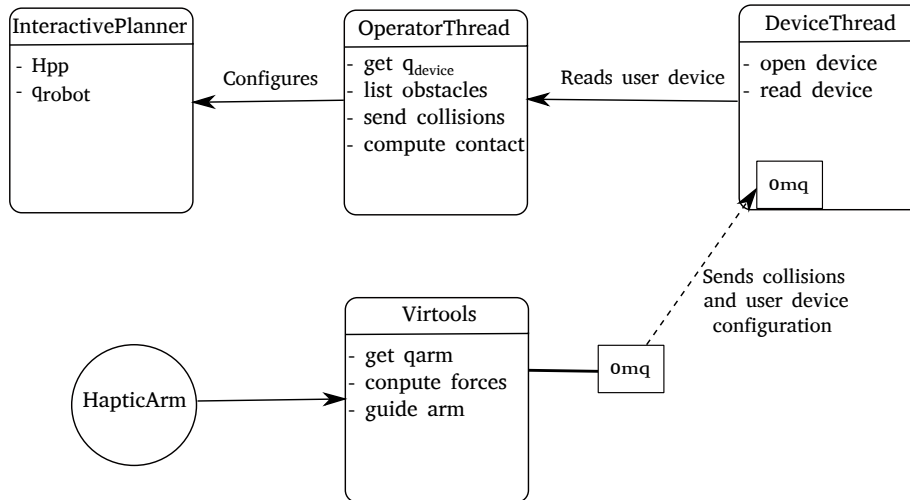 InteractivePlanner
- Hpp
- qrobot
Configures
OperatorThread
- get qdevice
- list obstacles
- send collisions
- compute contact
Reads user device
DeviceThread
- open device
- read device
0mq
Sends collisions
and user device
configuration
HapticArm
Virtools
- get qarm
- conpute forces
- guide arm
0mq